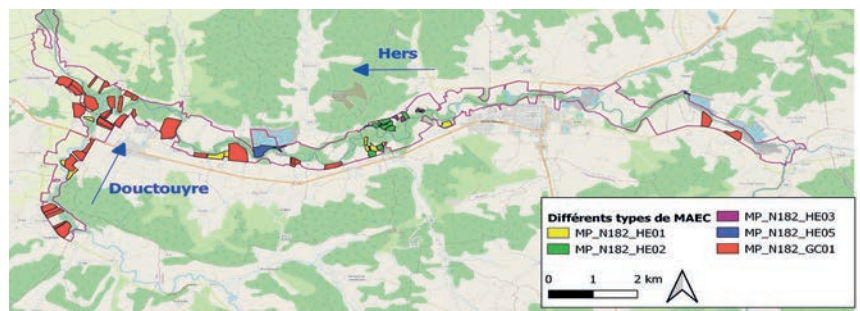 Hers
Douctouyre
Différents types de MAEC
MP_N182_HE01
MP_N182_HE02
MP_N182_HE03
MP_N182_HE05
MP_N182_GC01
0 1 2 km